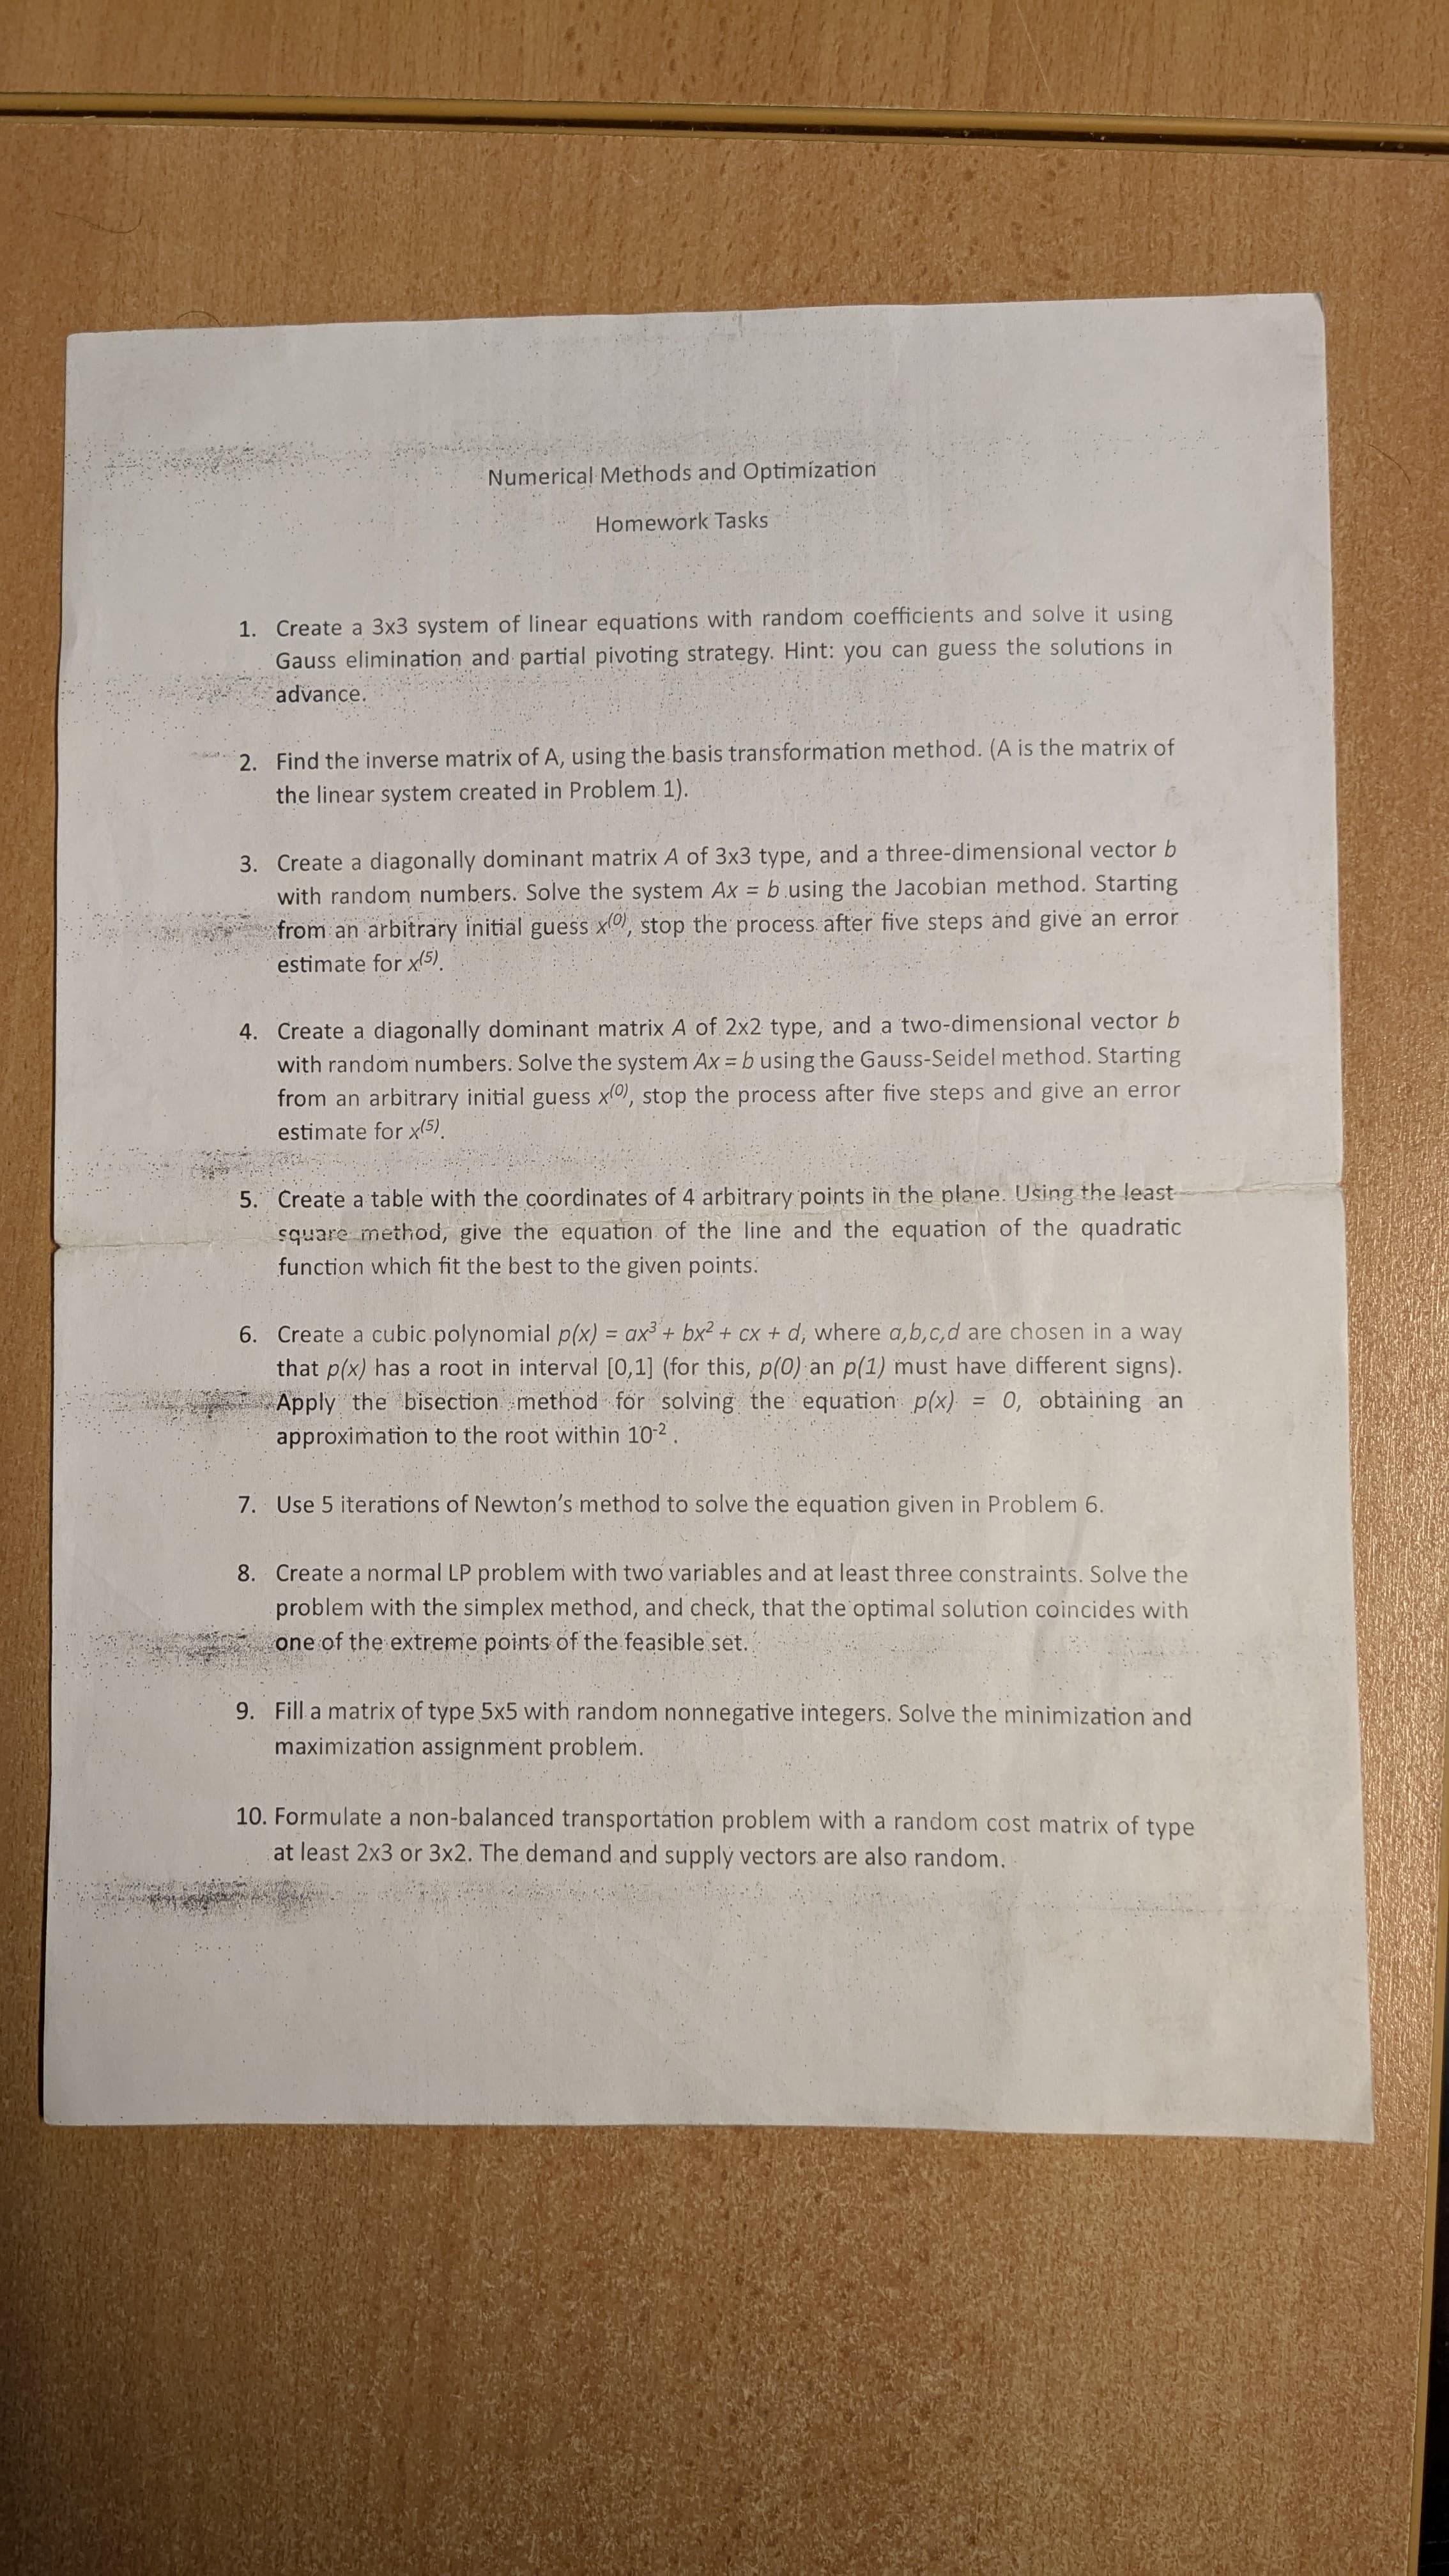 Numerical Methods and Optimization
Homework Tasks
1. Create a 3x3 system of linear equations with random coefficients and solve it using
Gauss elimination and partial pivoting strategy. Hint: you can guess the solutions in
advance.
2. Find the inverse matrix of A, using the basis transformation method. (A is the matrix of
the linear system created in Problem 1).
3. Create a diagonally dominant matrix A of 3x3 type, and a three-dimensional vector b
with random numbers. Solve the system Ax = b using the Jacobian method. Starting
from an arbitrary initial guess x⁽⁰⁾, stop the process after five steps and give an error
estimate for x⁽⁵⁾.
4. Create a diagonally dominant matrix A of 2x2 type, and a two-dimensional vector b
with random numbers. Solve the system Ax = b using the Gauss-Seidel method. Starting
from an arbitrary initial guess x⁽⁰⁾, stop the process after five steps and give an error
estimate for x⁽⁵⁾.
5. Create a table with the coordinates of 4 arbitrary points in the plane. Using the least
square method, give the equation of the line and the equation of the quadratic
function which fit the best to the given points.
6. Create a cubic polynomial p(x) = ax³ + bx² + cx + d, where a,b,c,d are chosen in a way
that p(x) has a root in interval [0,1] (for this, p(0) an p(1) must have different signs).
Apply the bisection method for solving the equation p(x) = 0, obtaining an
approximation to the root within 10⁻² .
7. Use 5 iterations of Newton's method to solve the equation given in Problem 6.
8. Create a normal LP problem with two variables and at least three constraints. Solve the
problem with the simplex method, and check, that the optimal solution coincides with
one of the extreme points of the feasible set.
9. Fill a matrix of type 5x5 with random nonnegative integers. Solve the minimization and
maximization assignment problem.
10. Formulate a non-balanced transportation problem with a random cost matrix of type
at least 2x3 or 3x2. The demand and supply vectors are also random.